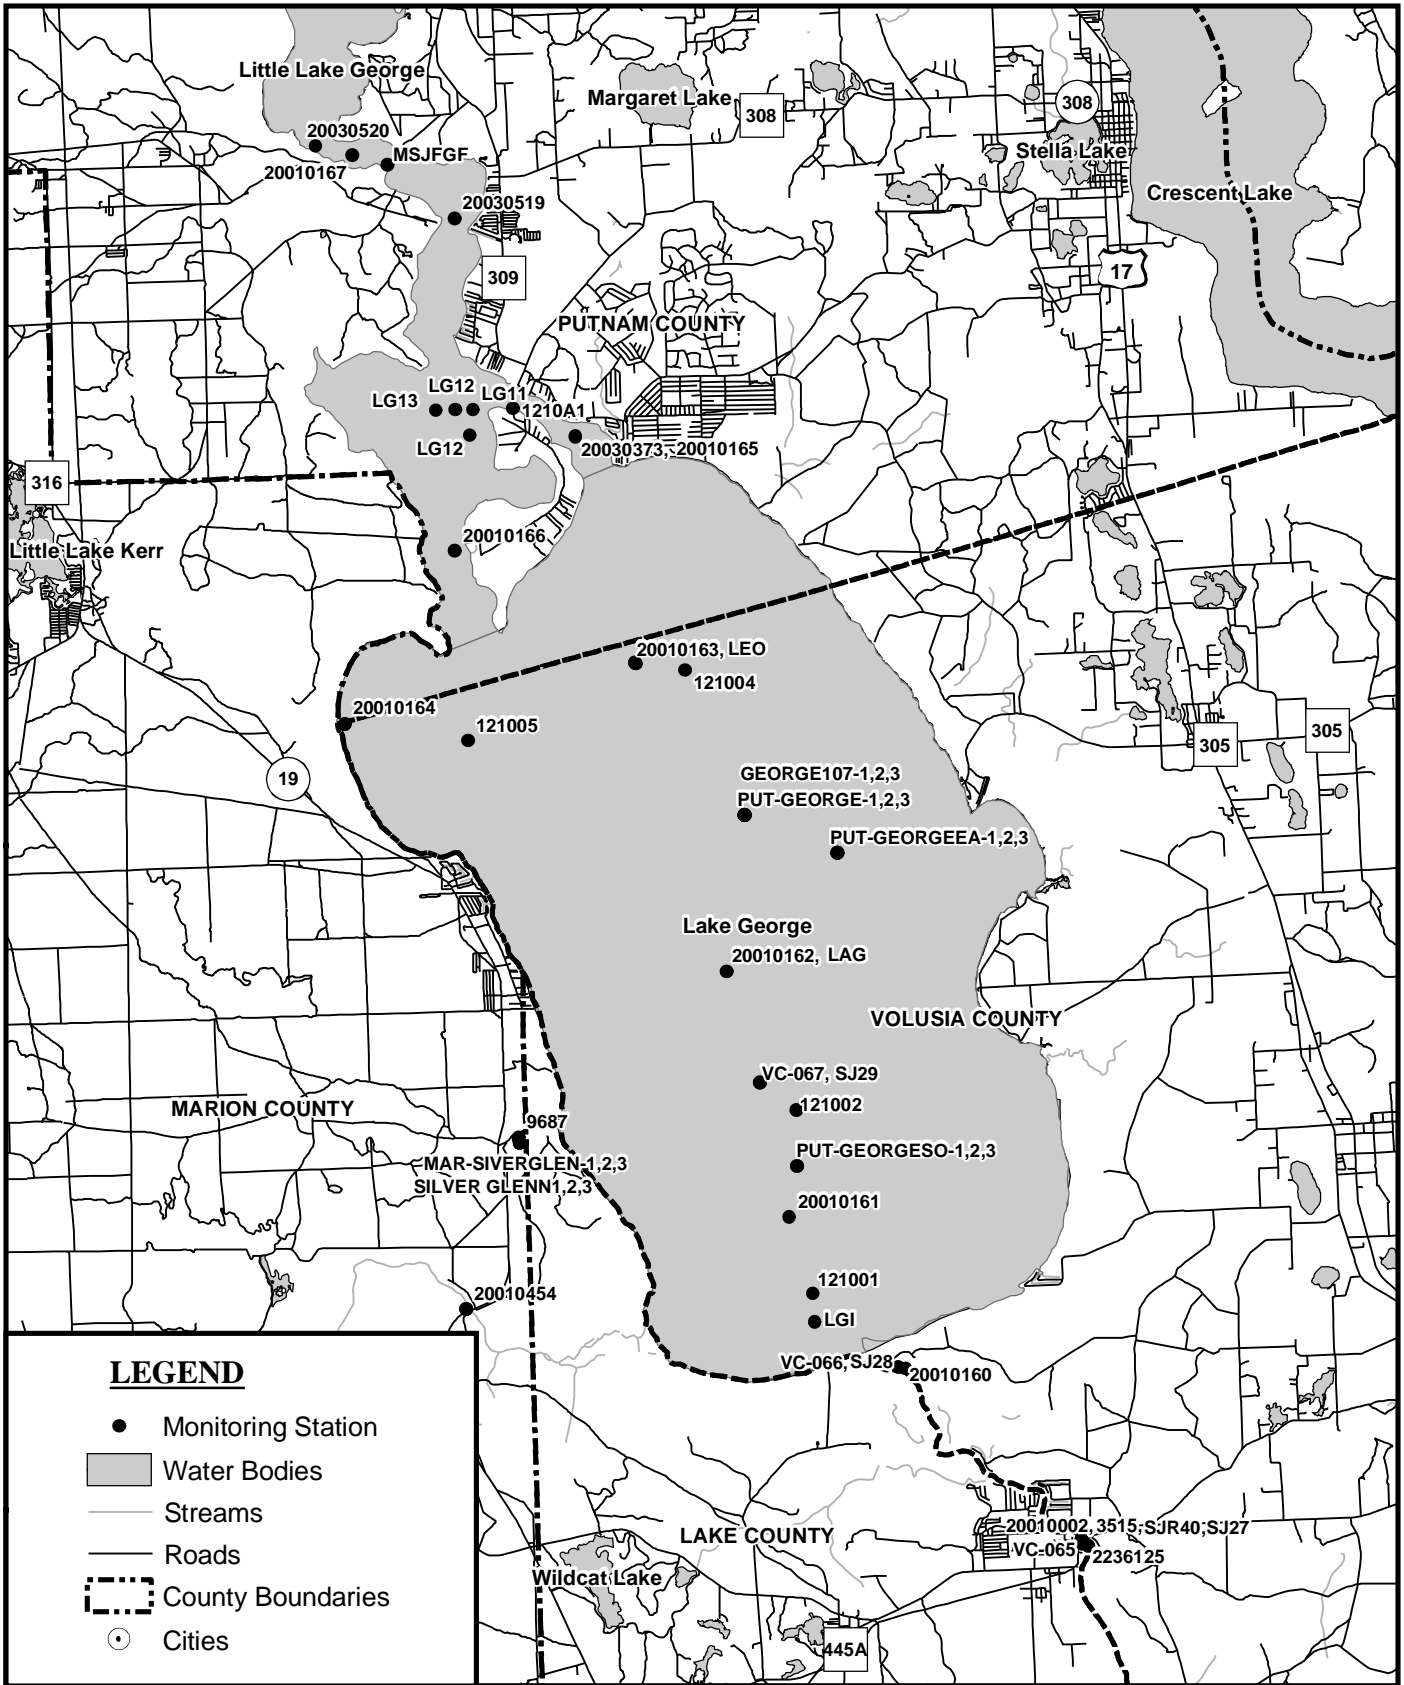 Little Lake George
Margaret Lake
308
308
20030520
MSJFGF
20010167
Stella Lake
Crescent Lake
20030519
309
17
PUTNAM COUNTY
LG12
LG13
LG11
1210A1
LG12
20030373, 20010165
316
20010166
Little Lake Kerr
20010163, LEO
121004
20010164
121005
305
305
19
GEORGE107-1,2,3
PUT-GEORGE-1,2,3
PUT-GEORGEEA-1,2,3
Lake George
20010162, LAG
VOLUSIA COUNTY
VC-067, SJ29
121002
MARION COUNTY
9687
PUT-GEORGESO-1,2,3
MAR-SIVERGLEN-1,2,3
SILVER GLENN1,2,3
20010161
121001
20010454
LGI
VC-066,SJ28
20010160
20010002, 3515, SJR40, SJ27
LAKE COUNTY
VC-065
2236125
Wildcat Lake
445A
LEGEND
Monitoring Station
Water Bodies
Streams
Roads
County Boundaries
Cities